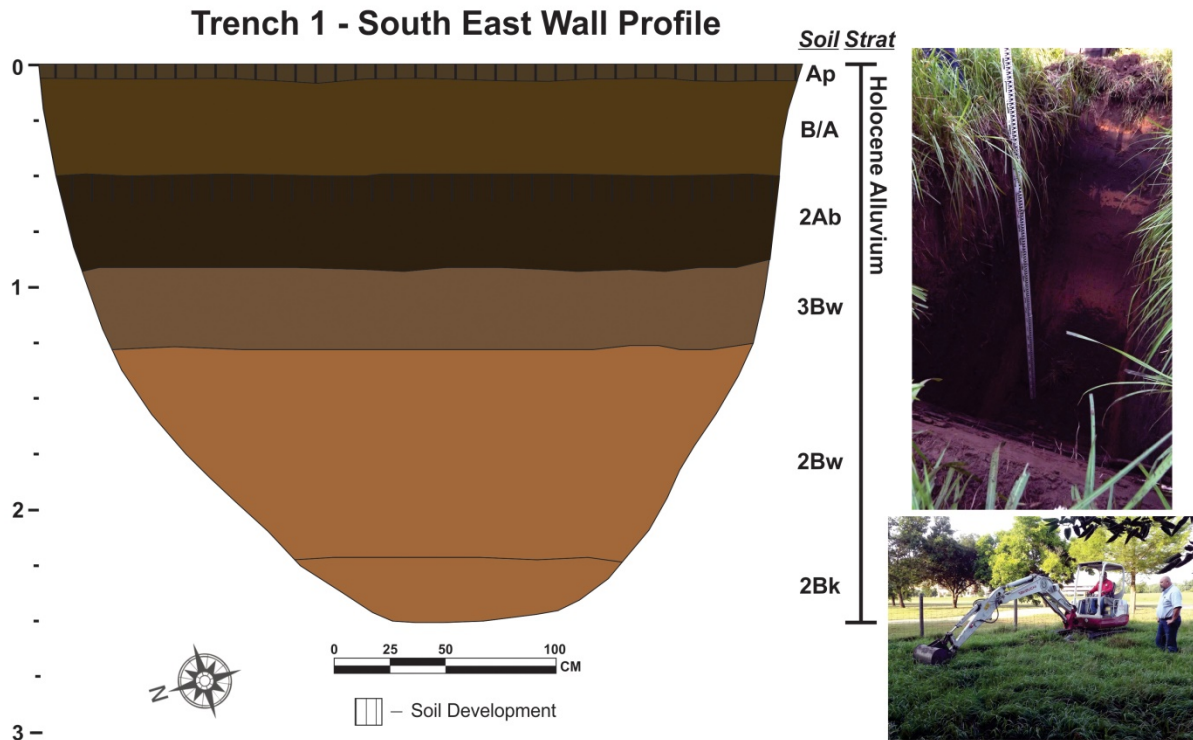 Trench 1 - South East Wall Profile
Soil Strat
0
Ap
B/A
2Ab
1
3Bw
2Bw
2
2Bk
3
Holocene Alluvium
N
0 25 50 100
CM
– Soil Development